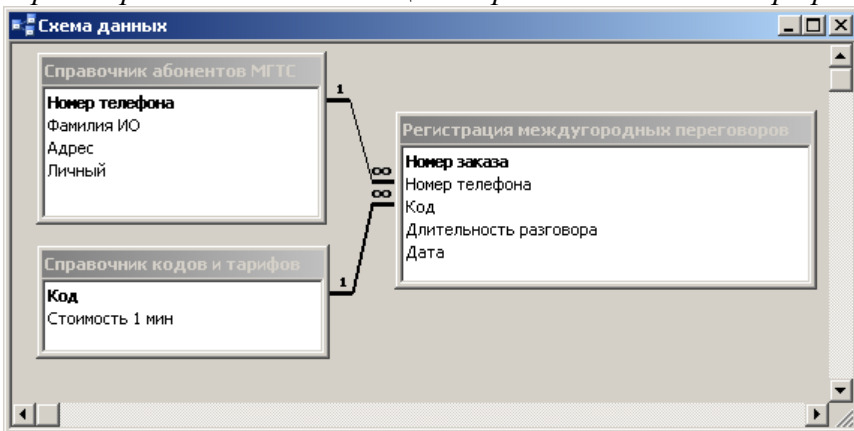 Схема данных
Справочник абонентов МГТС
Номер телефона
Фамилия ИО
Адрес
Личный
1
∞
∞
Регистрация междугородных переговоров
Номер заказа
Номер телефона
Код
Длительность разговора
Дата
Справочник кодов и тарифов
1
Код
Стоимость 1 мин